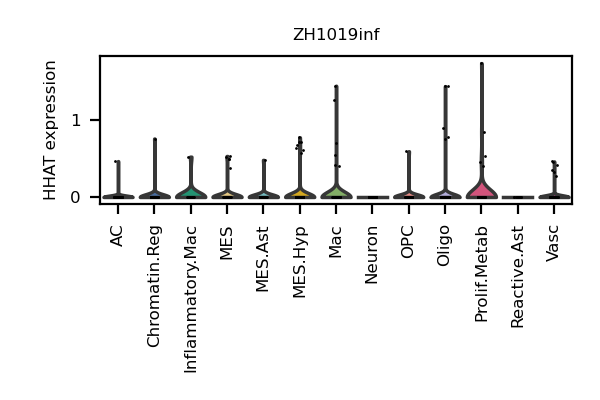 ZH1019inf
HHAT expression
1
0
AC
Chromatin.Reg
Inflammatory.Mac
MES
MES.Ast
MES.Hyp
Mac
Neuron
OPC
Oligo
Prolif.Metab
Reactive.Ast
Vasc